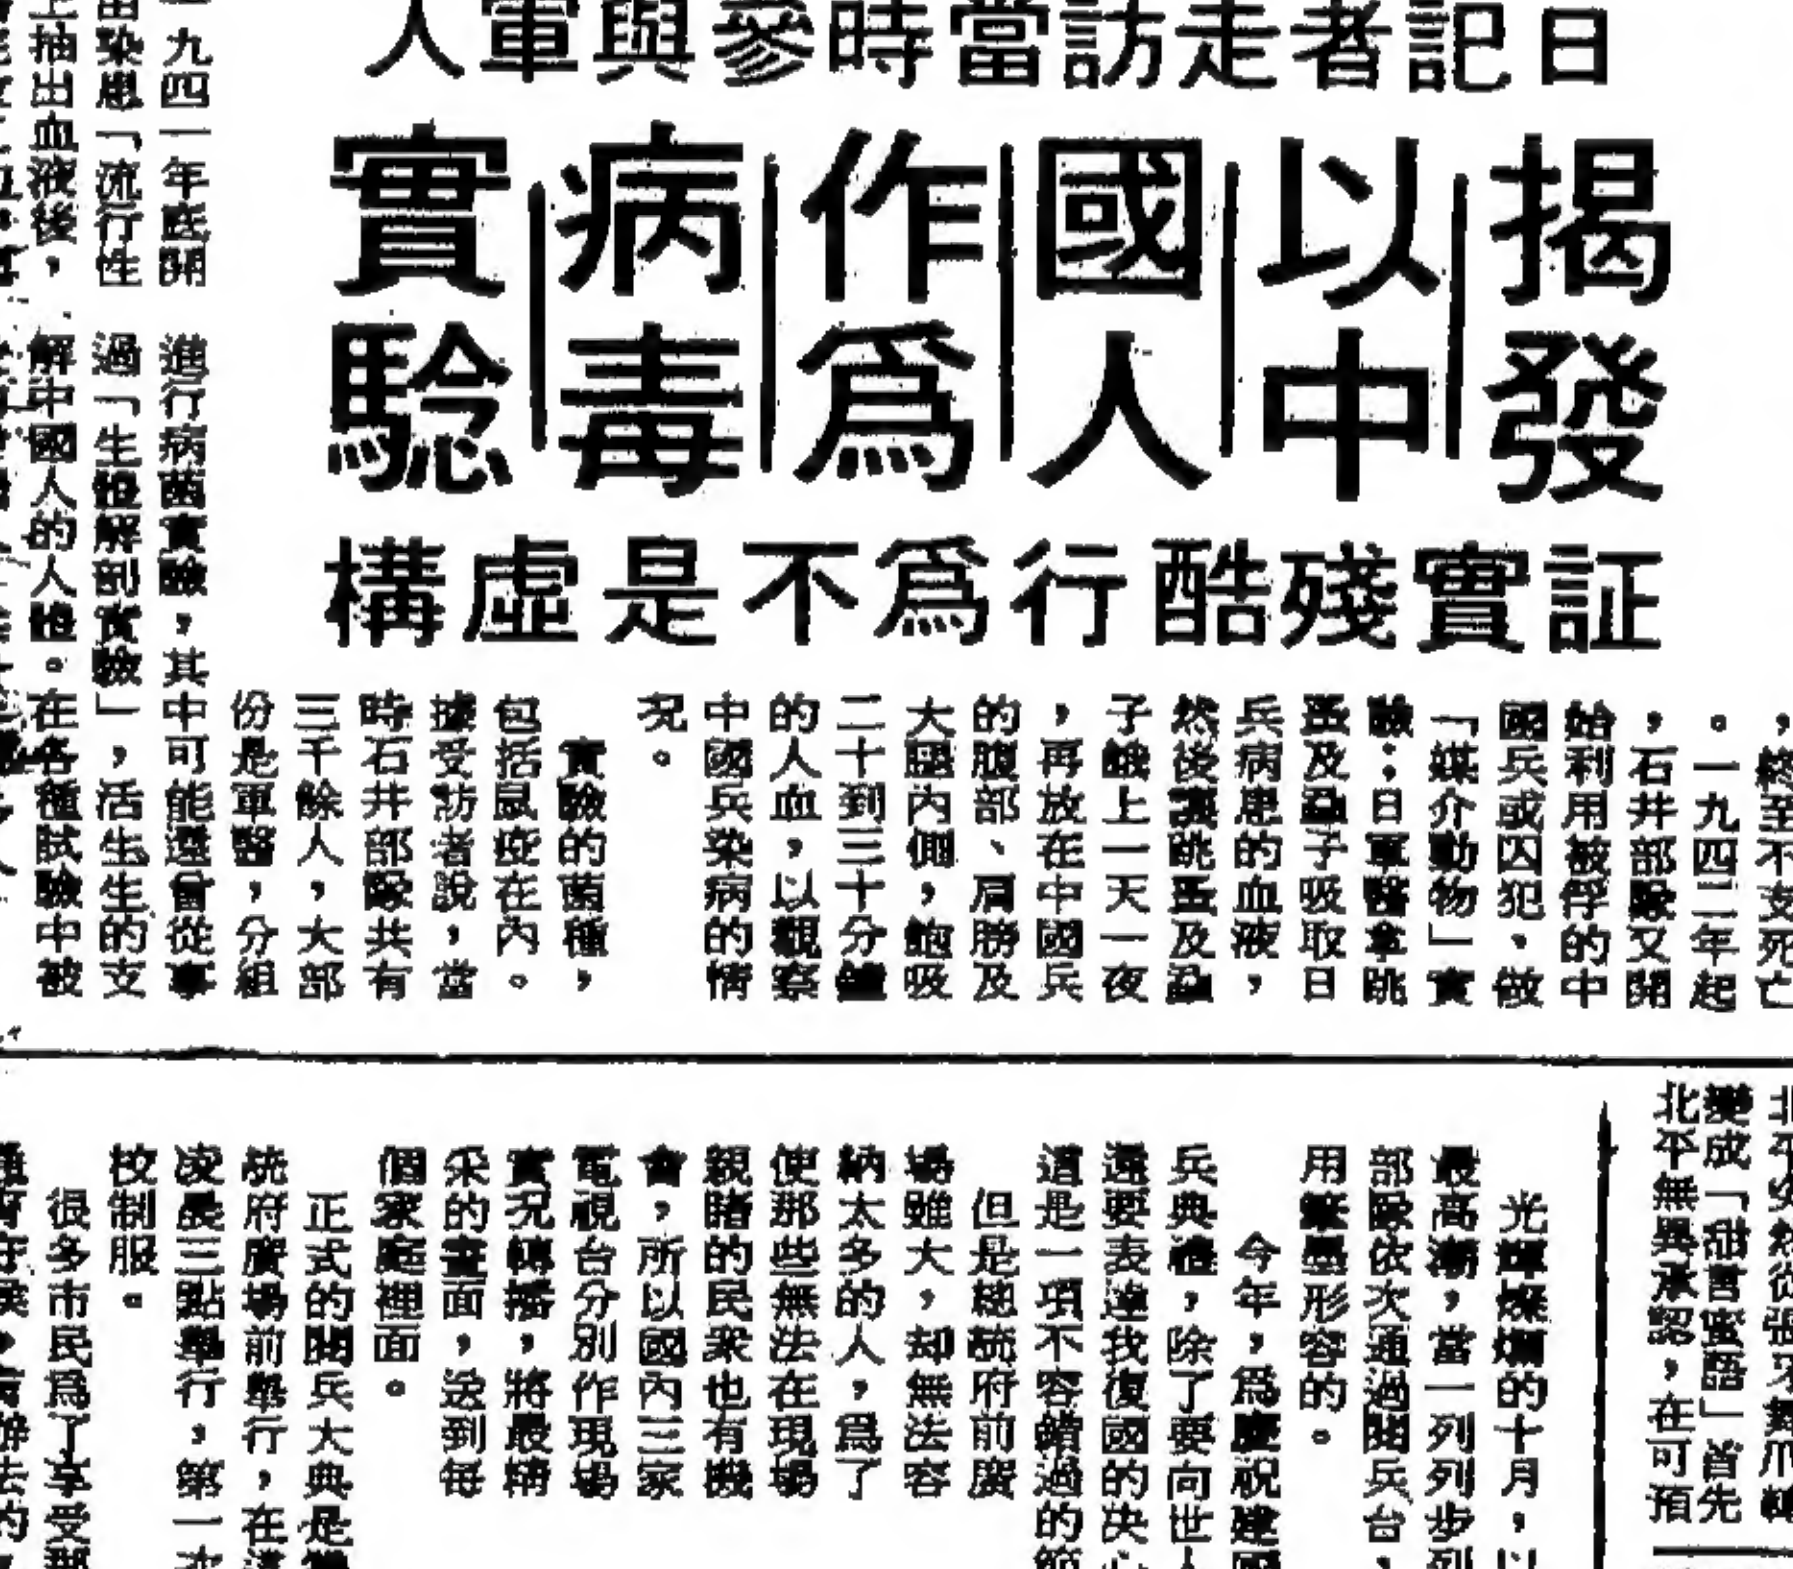 日記者走訪當時參與軍人
揭發
以中
國人
作爲
病毒
實驗
証實殘酷行爲不是虛構
，終至不支死亡
。一九四二年起
，石井部隊又開
始利用被俘的中
國兵或囚犯，做
「媒介動物」實
驗：日軍醫拿跳
蚤及蝨子吸取日
兵病患的血液，
然後讓跳蚤及蝨
子餓上一天一夜
，再放在中國兵
的腹部、肩膀及
大腿內側，飽吸
二十到三十分鐘
的人血，以觀察
中國兵染病的情
況。
實驗的菌種，
包括鼠疫在內。
據受訪者說，當
時石井部隊共有
三千餘人，大部
份是軍醫，分組
一九四一年底開
染患「流行性
上抽出血液後，
進行病菌實驗，其中可能還會從事
過「生體解剖實驗」，活生生的支
解中國人的人體。在各種試驗中被
變成「甜言蜜語」首先
北平無異承認，在可預
光輝燦爛的十月，以
最高潮，當一列列步列
部隊依次通過閱兵台，
用筆墨形容的。
今年，爲慶祝建國
兵典禮，除了要向世人
還要表達我復國的決心
這是一項不容錯過的節
但是總統府前廣
場雖大，却無法容
納太多的人，爲了
使那些無法在現場
親睹的民衆也有機
會，所以國內三家
電視台分別作現場
實況轉播，將最精
采的畫面，送到每
個家庭裡面。
正式的閱兵大典是
統府廣場前舉行，在這
凌晨三點舉行，第一次
校制服。
很多市民爲了享受那